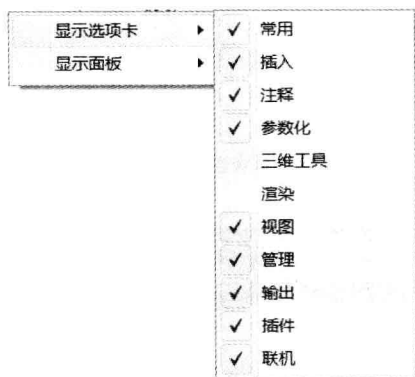 显示选项卡
显示面板
常用
插入
注释
参数化
三维工具
渲染
视图
管理
输出
插件
联机